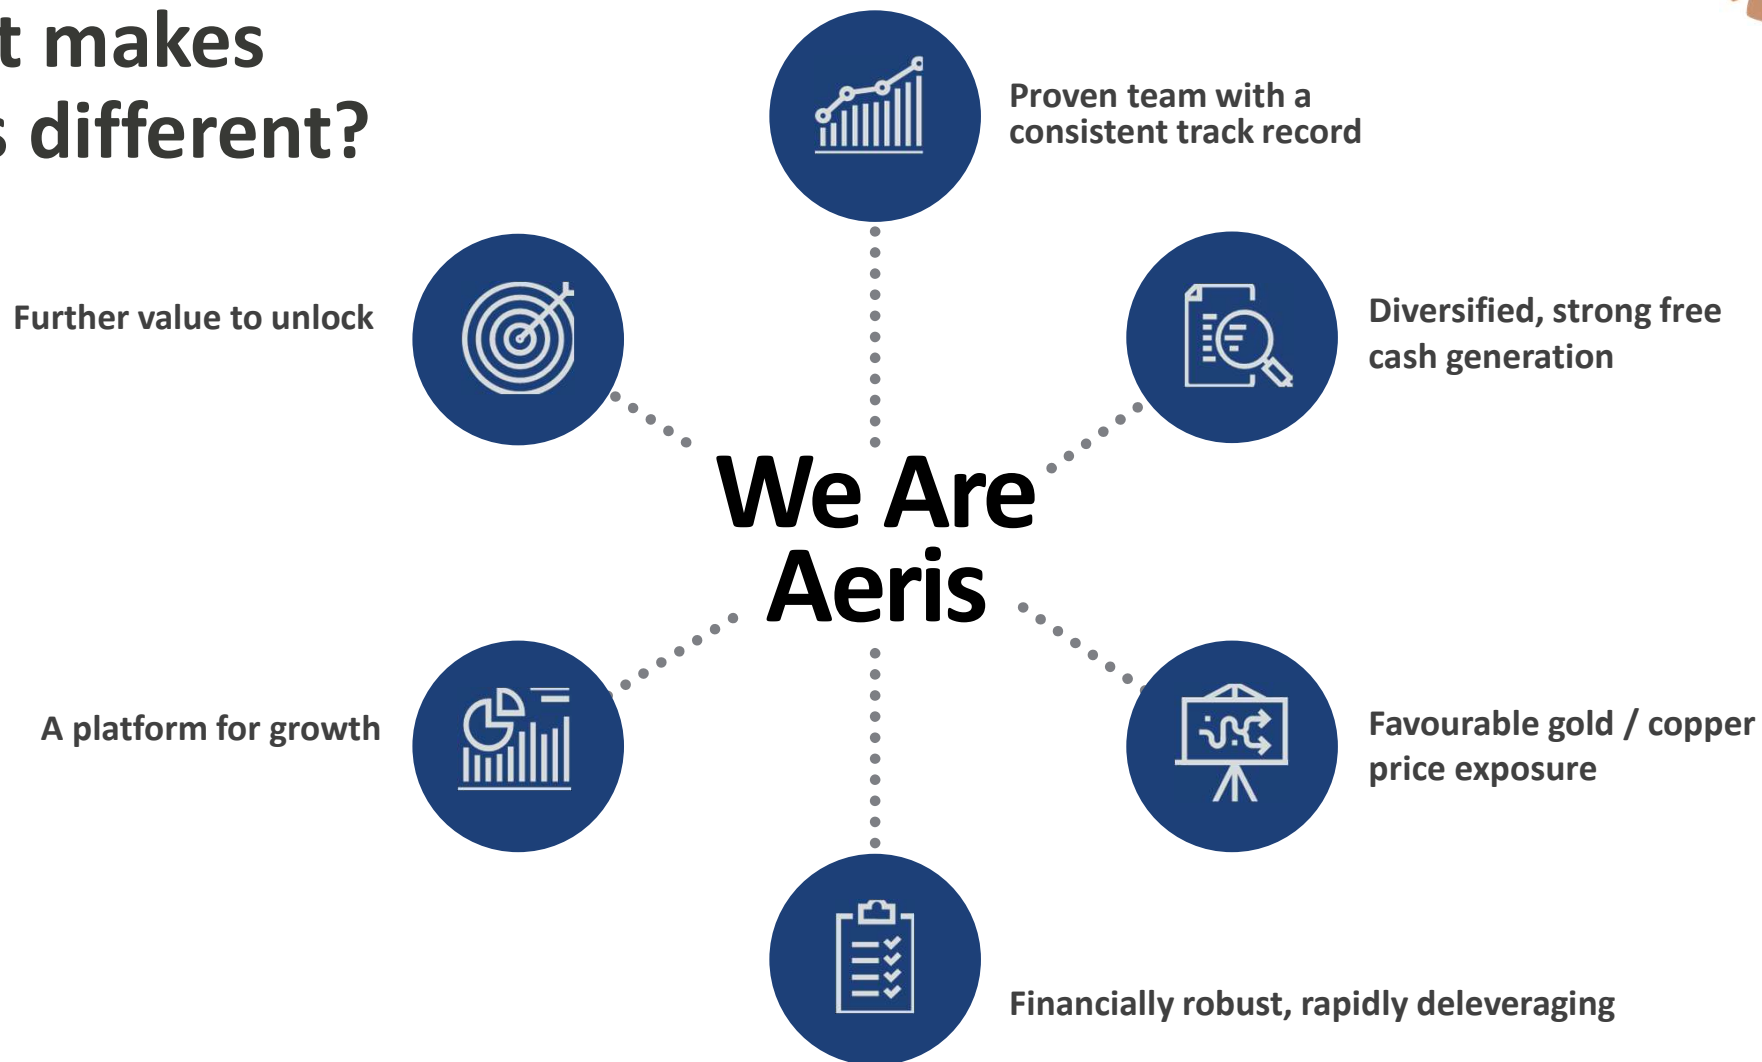 t makes
s different?
Proven team with a
consistent track record
Further value to unlock
Diversified, strong free
cash generation
We Are
Aeris
A platform for growth
Favourable gold / copper
price exposure
Financially robust, rapidly deleveraging